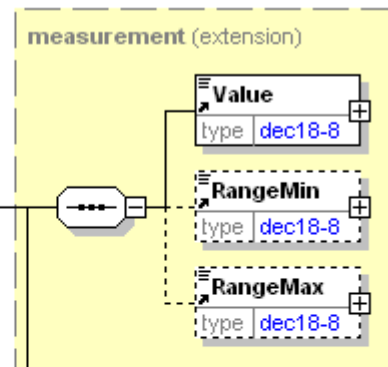 measurement (extension)
Value
type dec18-8
RangeMin
type dec18-8
RangeMax
type dec18-8